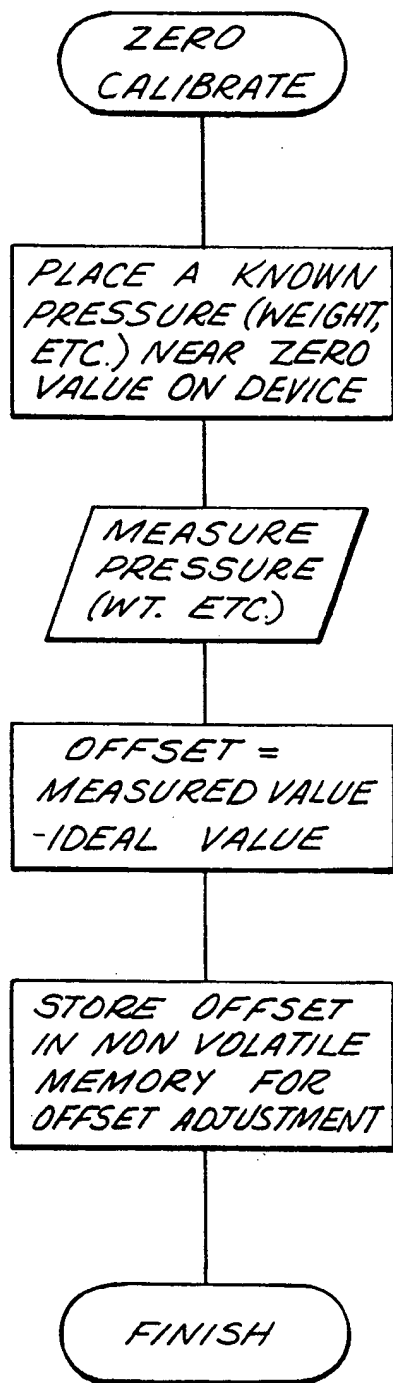 ZERO
CALIBRATE
PLACE A KNOWN
PRESSURE (WEIGHT,
ETC.) NEAR ZERO
VALUE ON DEVICE
MEASURE
PRESSURE
(WT. ETC.)
OFFSET =
MEASURED VALUE
-IDEAL VALUE
STORE OFFSET
IN NON VOLATILE
MEMORY FOR
OFFSET ADJUSTMENT
FINISH